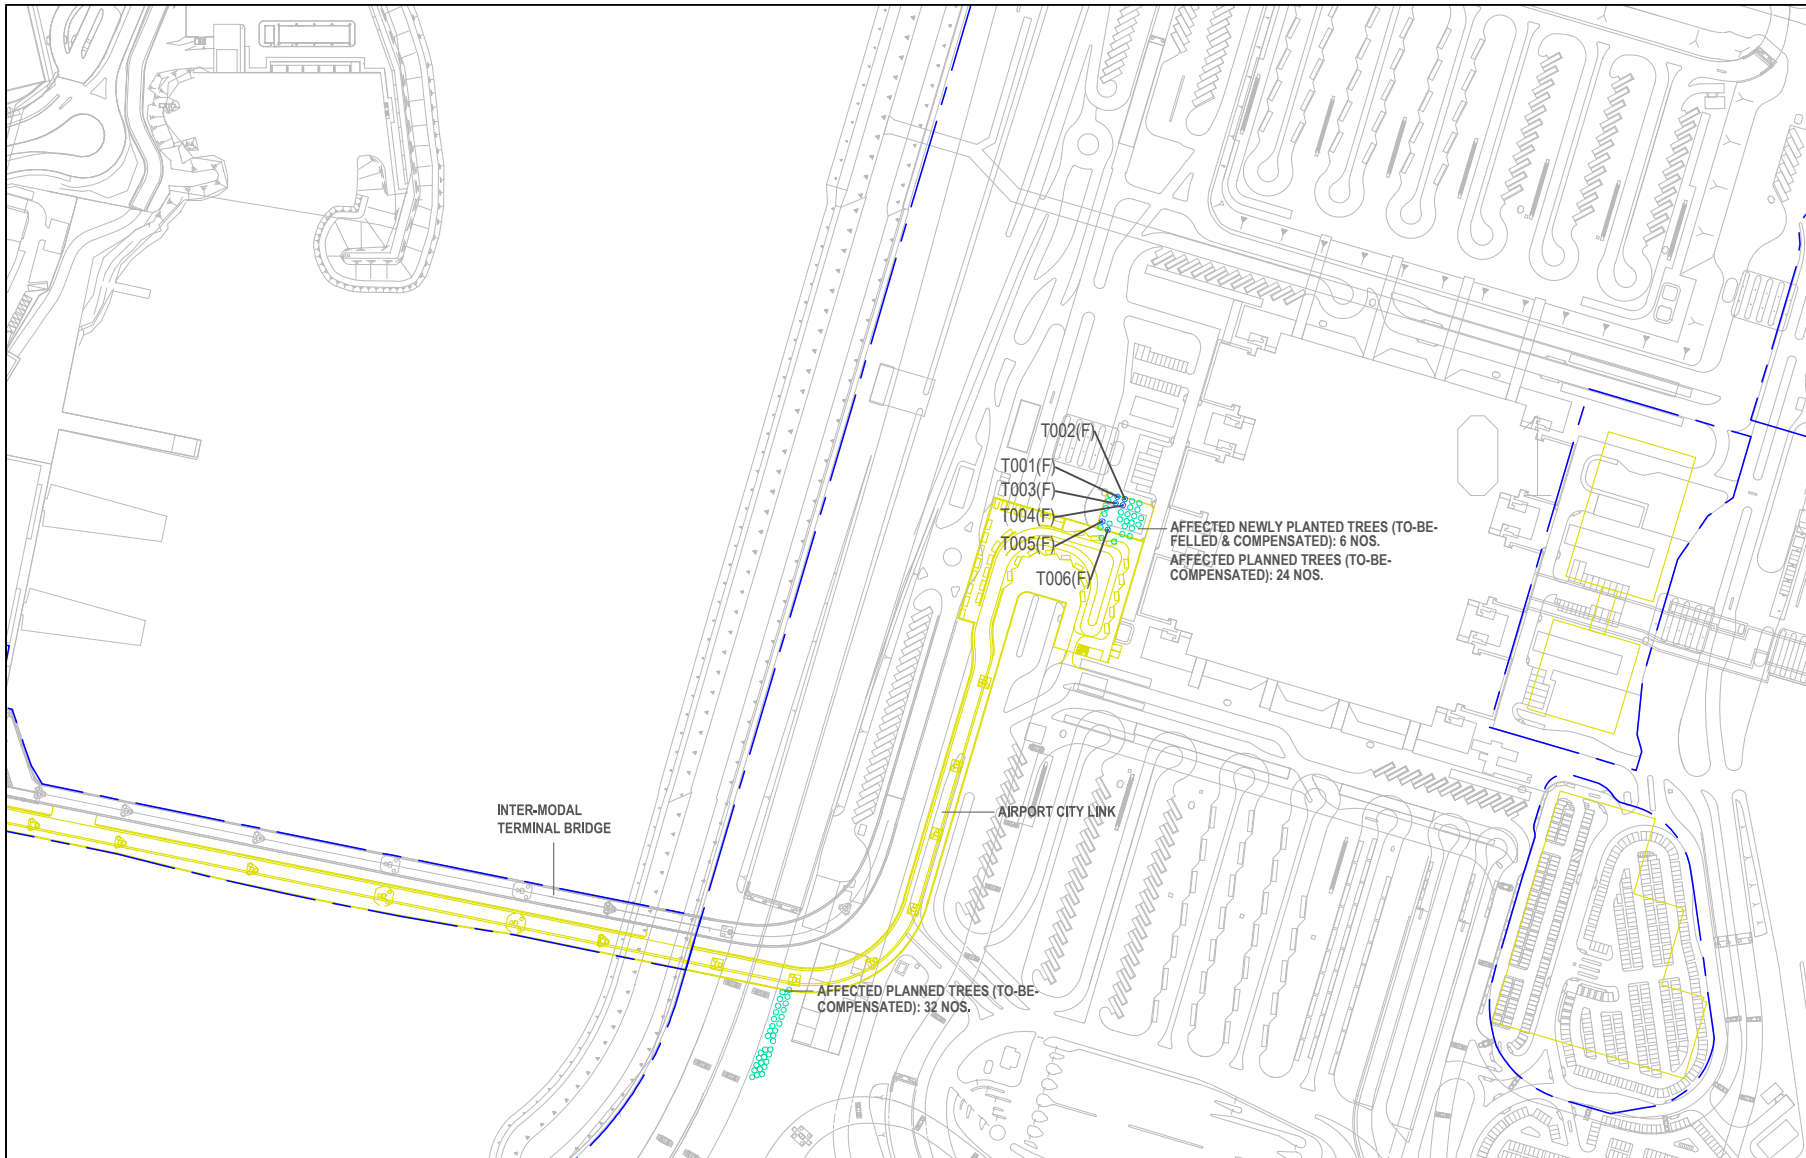 T002(F)
T001(F)
T003(F)
T004(F)
T005(F)
T006(F)
AFFECTED NEWLY PLANTED TREES (TO-BE-
FELLED & COMPENSATED): 6 NOS.
AFFECTED PLANNED TREES (TO-BE-
COMPENSATED): 24 NOS.
INTER-MODAL
TERMINAL BRIDGE
AIRPORT CITY LINK
AFFECTED PLANNED TREES (TO-BE-
COMPENSATED): 32 NOS.